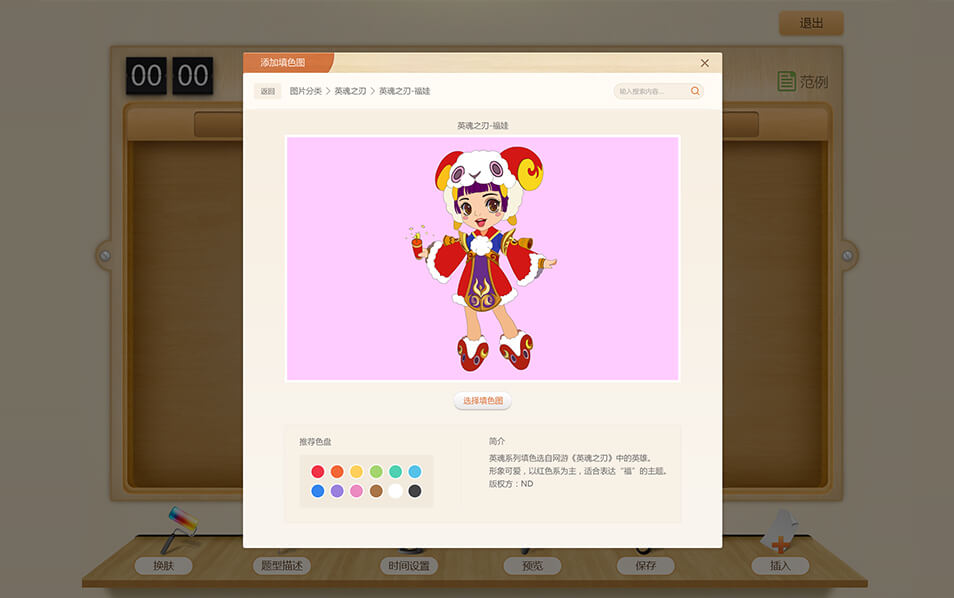 退出
00 00
范例
添加填色图
返回 图片分类 > 英魂之刃 > 英魂之刃-福娃
输入搜索内容...
英魂之刃-福娃
选择填色图
推荐色盘
简介
英魂系列填色选自网游《英魂之刃》中的英雄。
形象可爱，以红色系为主，适合表达“福”的主题。
版权方：ND
换肤 题型描述 时间设置 预览 保存 插入